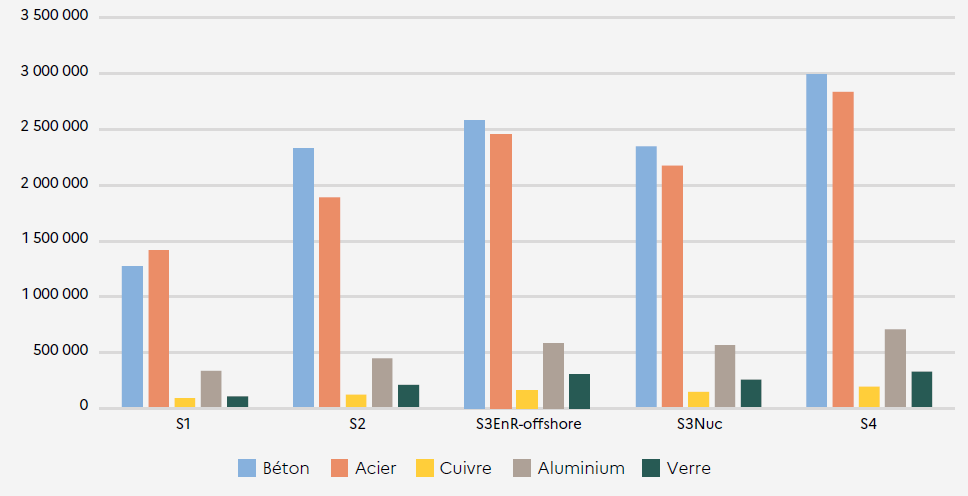 3 500 000
3 000 000
2 500 000
2 000 000
1 500 000
1 000 000
500 000
0
S1 S2 S3EnR-offshore S3Nuc S4
Béton Acier Cuivre Aluminium Verre